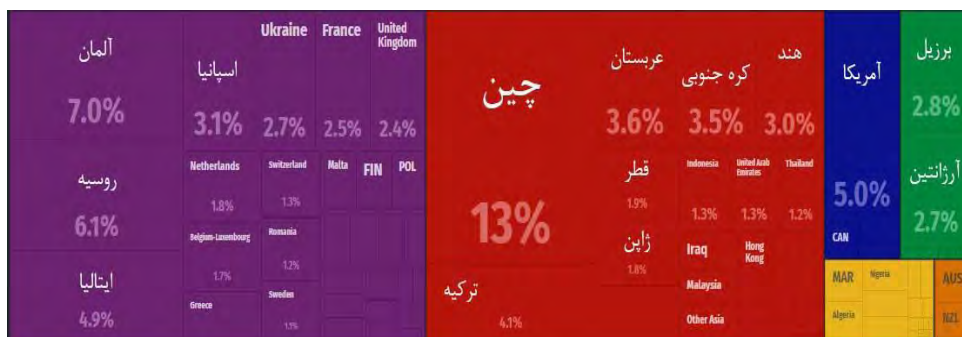 آلمان
7.0%
روسیه
6.1%
ایتالیا
4.9%
اسپانیا
3.1%
Ukraine
2.7%
France
2.5%
United
Kingdom
2.4%
Netherlands
1.8%
Belgium-Luxembourg
1.7%
Greece
Switzerland
1.3%
Romania
1.2%
Sweden
1.1%
Malta
FIN
POL
چین
13%
ترکیه
4.1%
عربستان
3.6%
کره جنوبی
3.5%
هند
3.0%
قطر
1.9%
ژاپن
1.8%
Indonesia
1.3%
United Arab
Emirates
1.3%
Thailand
1.2%
Iraq
Hong
Kong
Malaysia
Other Asia
آمریکا
5.0%
CAN
برزیل
2.8%
آرژانتین
2.7%
MAR
Nigeria
Algeria
AUS
NZL